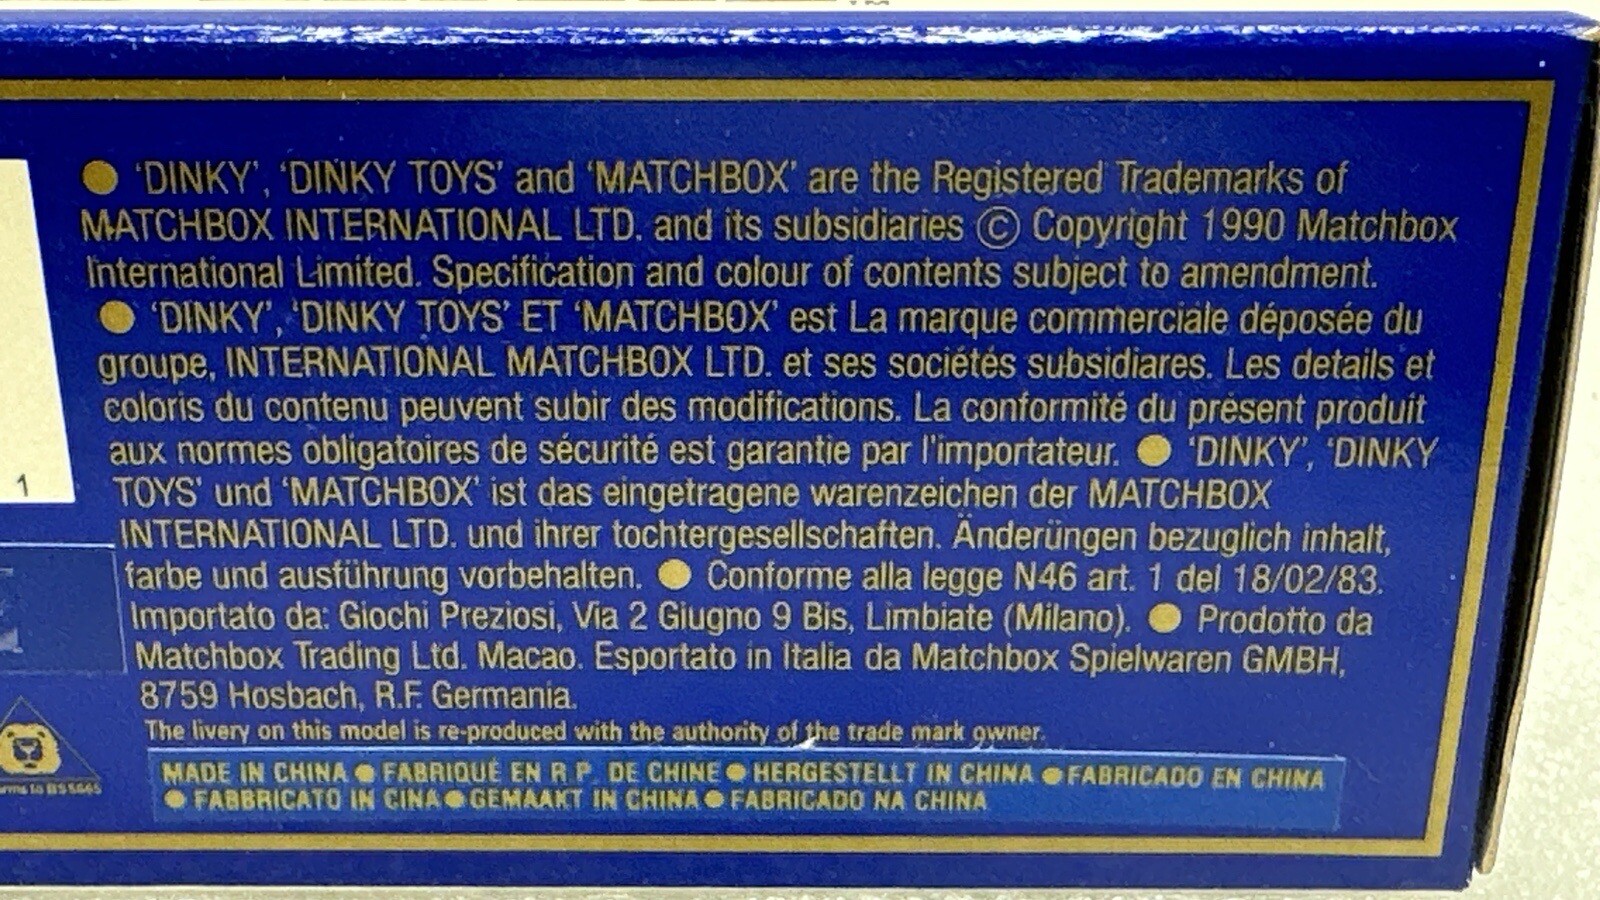 ● 'DINKY', 'DINKY TOYS' and 'MATCHBOX' are the Registered Trademarks of
MATCHBOX INTERNATIONAL LTD. and its subsidiaries © Copyright 1990 Matchbox
International Limited. Specification and colour of contents subject to amendment.
● 'DINKY', 'DINKY TOYS' ET 'MATCHBOX' est La marque commerciale déposée du
groupe, INTERNATIONAL MATCHBOX LTD. et ses sociétés subsidiares. Les details et
coloris du contenu peuvent subir des modifications. La conformité du présent produit
aux normes obligatoires de sécurité est garantie par l'importateur. ● 'DINKY', 'DINKY
TOYS' und 'MATCHBOX' ist das eingetragene warenzeichen der MATCHBOX
INTERNATIONAL LTD. und ihrer tochtergesellschaften. Änderüngen bezuglich inhalt,
farbe und ausführung vorbehalten. ● Conforme alla legge N46 art. 1 del 18/02/83.
Importato da: Giochi Preziosi, Via 2 Giugno 9 Bis, Limbiate (Milano). ● Prodotto da
Matchbox Trading Ltd. Macao. Esportato in Italia da Matchbox Spielwaren GMBH,
8759 Hosbach, R.F. Germania.
The livery on this model is re-produced with the authority of the trade mark owner.
MADE IN CHINA ● FABRIQUÉ EN R.P. DE CHINE ● HERGESTELLT IN CHINA ● FABRICADO EN CHINA
● FABBRICATO IN CINA ● GEMAAKT IN CHINA ● FABRICADO NA CHINA
1
to BS5665